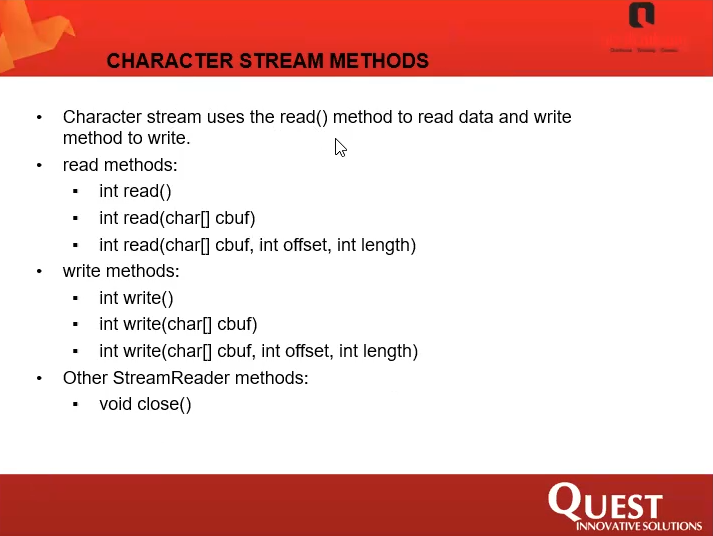 CHARACTER STREAM METHODS
• Character stream uses the read() method to read data and write
method to write.
• read methods:
▪ int read()
▪ int read(char[] cbuf)
▪ int read(char[] cbuf, int offset, int length)
• write methods:
▪ int write()
▪ int write(char[] cbuf)
▪ int write(char[] cbuf, int offset, int length)
• Other StreamReader methods:
▪ void close()
QUEST
INNOVATIVE SOLUTIONS